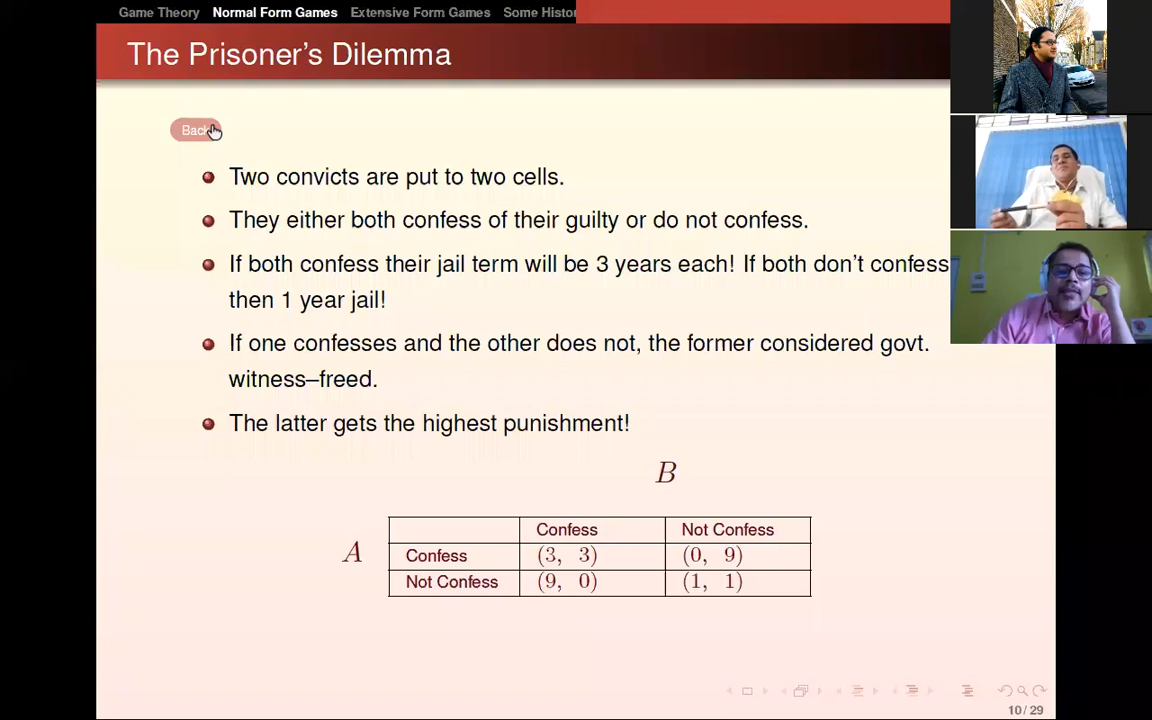 Game Theory Normal Form Games Extensive Form Games Some
The Prisoner's Dilemma
Back
Two convicts are put to two cells.
They either both confess of their guilty or do not confess.
If both confess their jail term will be 3 years each! If both don't confess
then 1 year jail!
If one confesses and the other does not, the former considered govt.
witness–freed.
The latter gets the highest punishment!
B
Confess Not Confess
A Confess (3, 3) (0, 9)
Not Confess (9, 0) (1, 1)
10 / 29